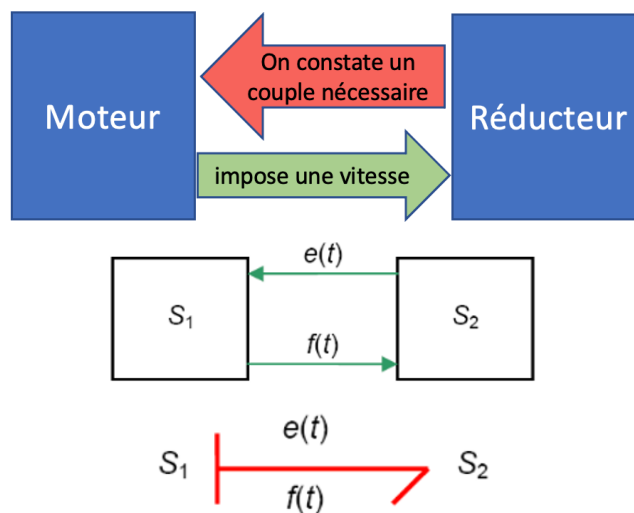 On constate un
couple nécessaire
Moteur
Réducteur
impose une vitesse
e(t)
S1
S2
f(t)
e(t)
S1
S2
f(t)